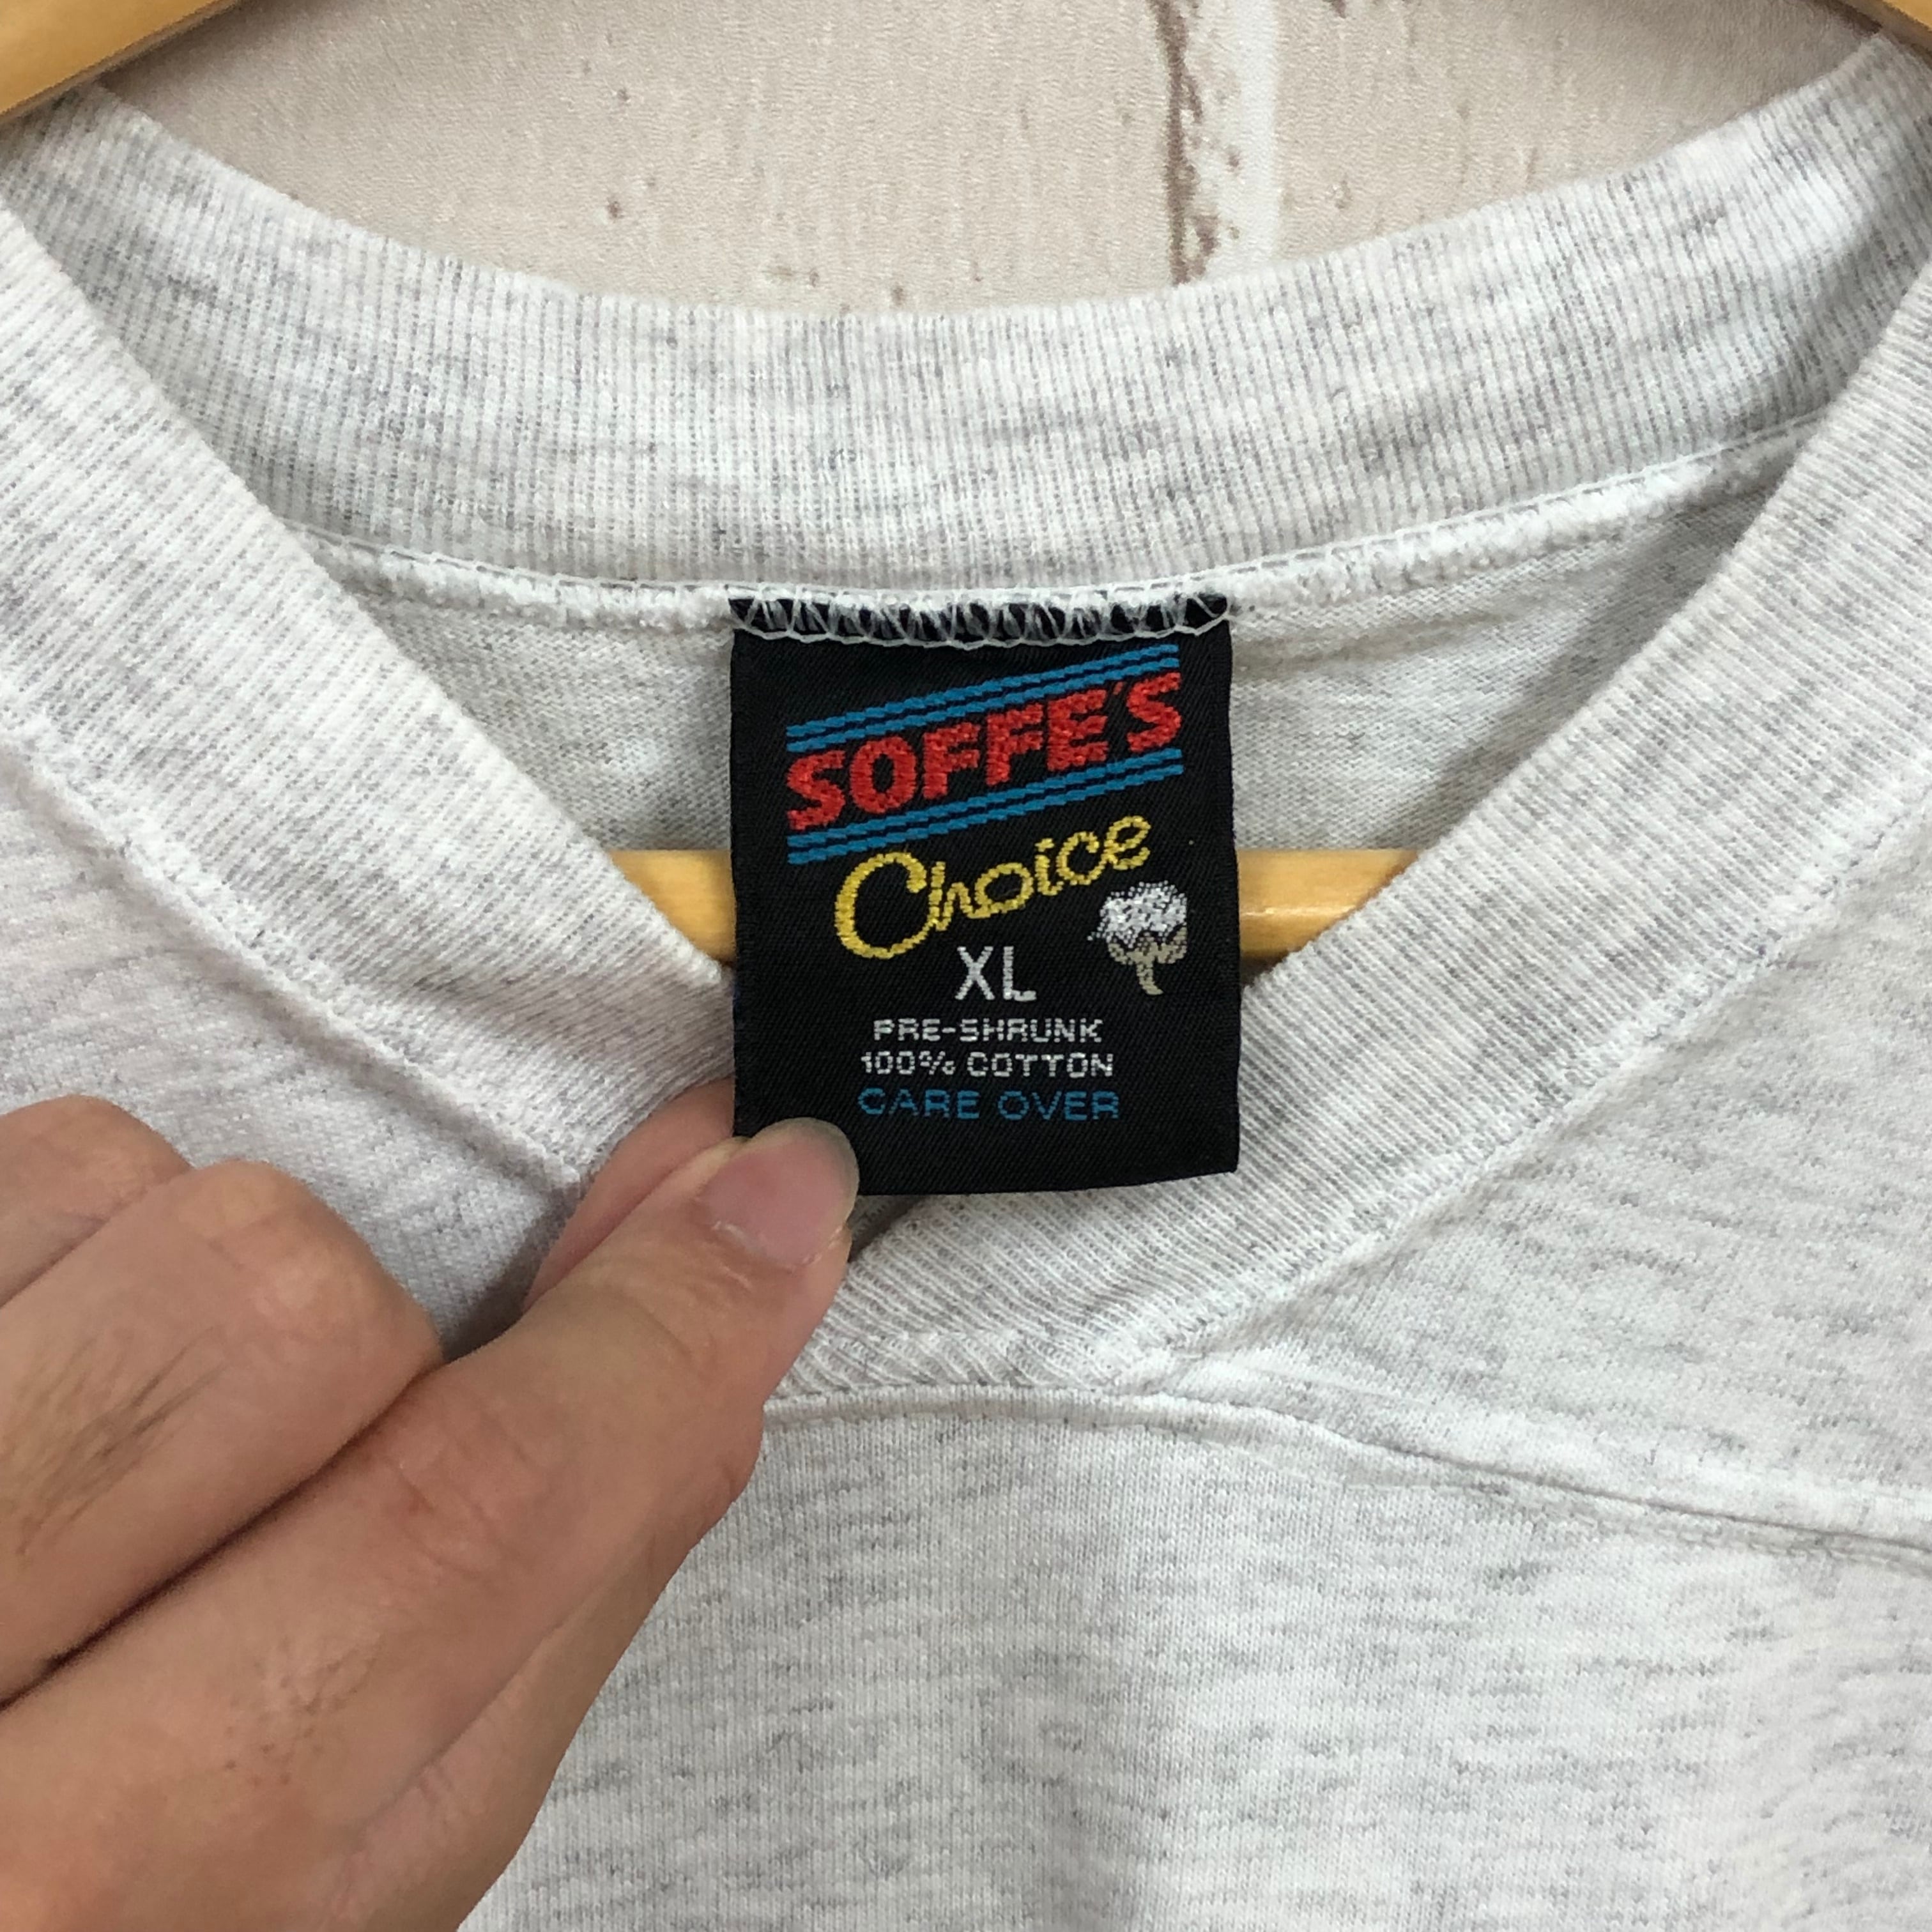 SOFFE'S
Choice
XL
PRE-SHRUNK
100% COTTON
CARE OVER